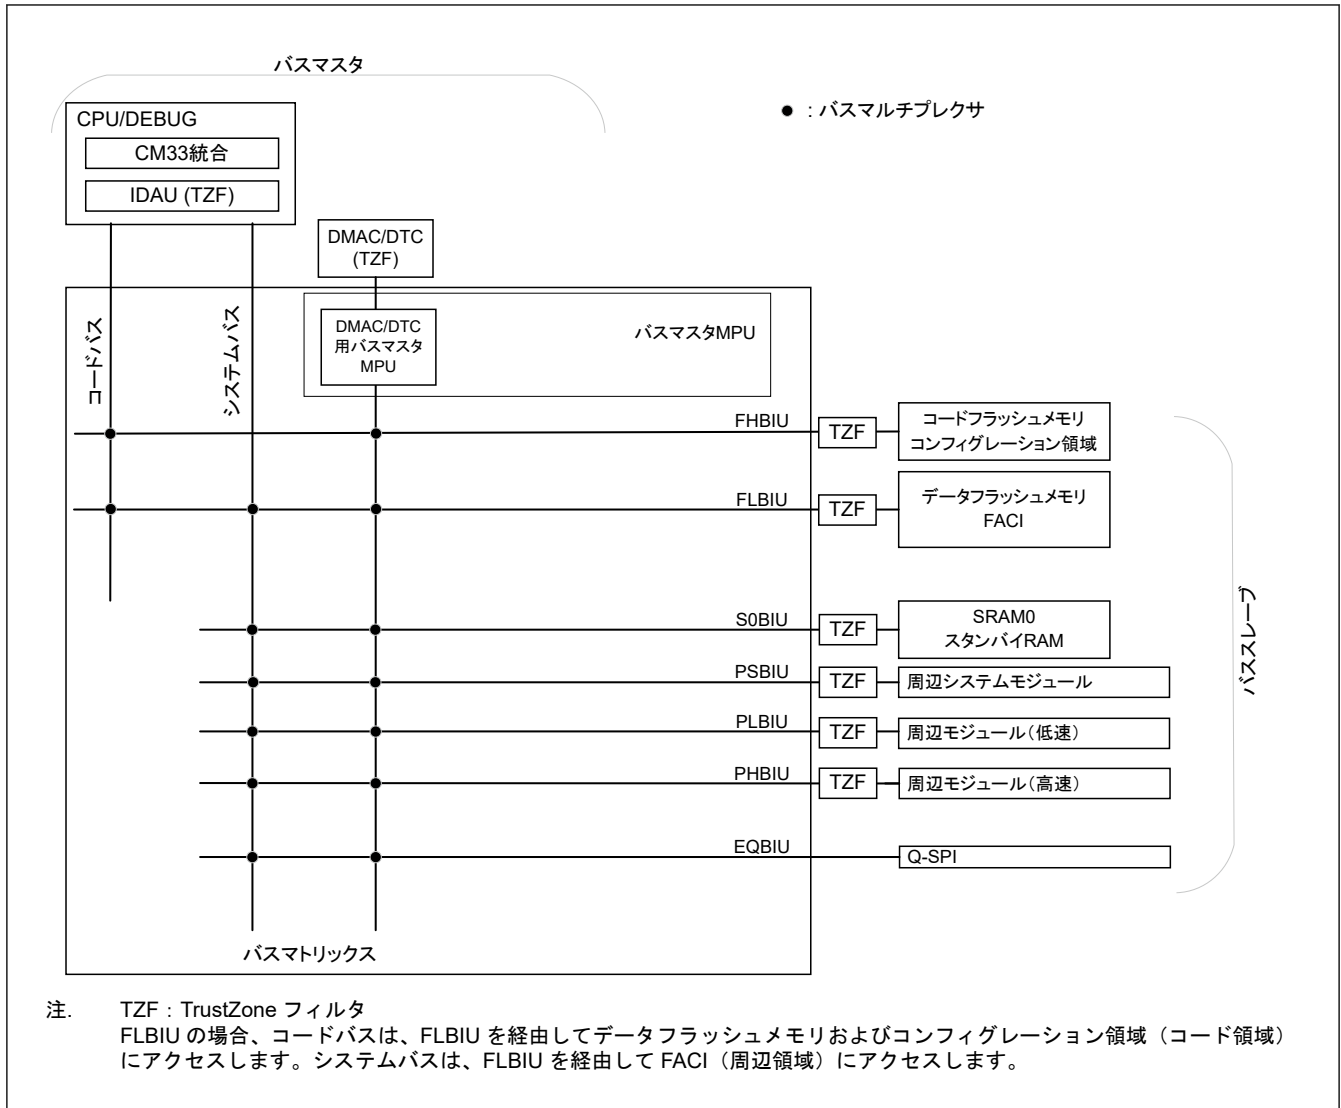 バスマスタ
CPU/DEBUG
CM33統合
IDAU (TZF)
● : バスマルチプレクサ
DMAC/DTC
(TZF)
コードバス
システムバス
DMAC/DTC
用バスマスタ
MPU
バスマスタMPU
FHBIU
TZF
コードフラッシュメモリ
コンフィグレーション領域
FLBIU
TZF
データフラッシュメモリ
FACI
S0BIU
TZF
SRAM0
スタンバイRAM
PSBIU
TZF
周辺システムモジュール
PLBIU
TZF
周辺モジュール（低速）
PHBIU
TZF
周辺モジュール（高速）
EQBIU
Q-SPI
バススレーブ
バスマトリックス
注. TZF : TrustZone フィルタ
FLBIU の場合、コードバスは、FLBIU を経由してデータフラッシュメモリおよびコンフィグレーション領域（コード領域）
にアクセスします。システムバスは、FLBIU を経由して FACI（周辺領域）にアクセスします。